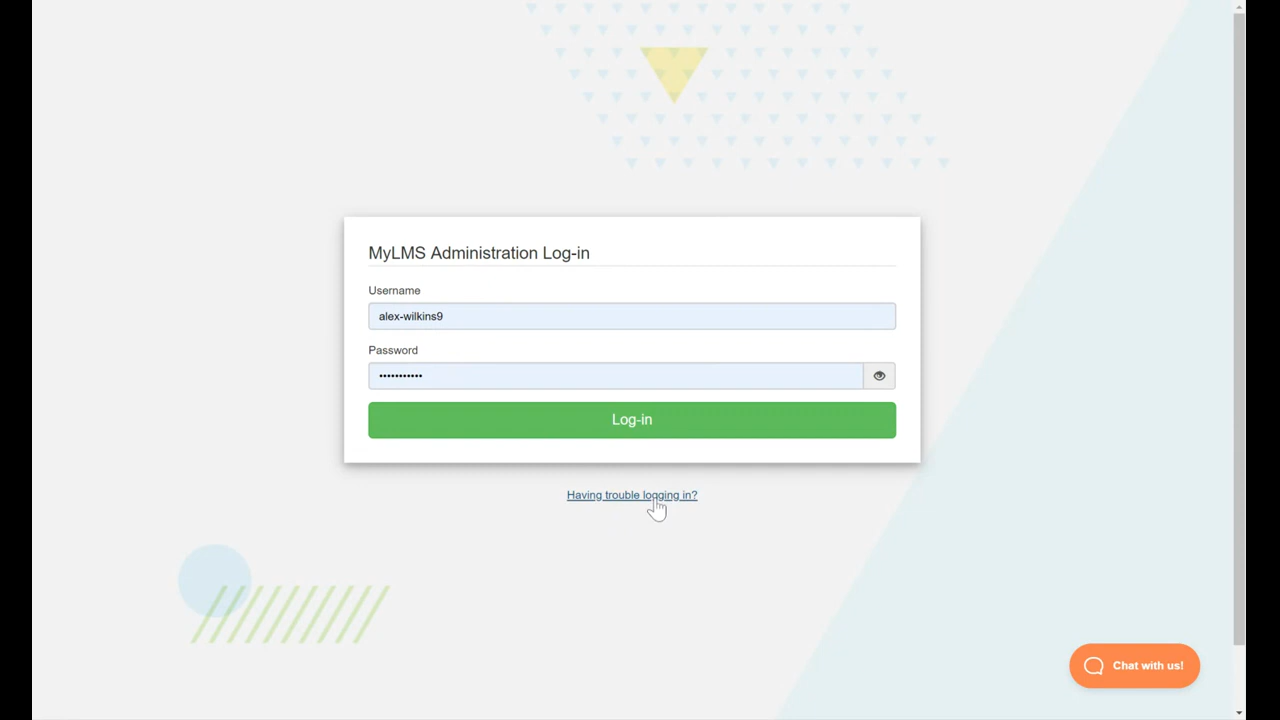 MyLMS Administration Log-in
Username
alex-wilkins9
Password
•••••••••••
Log-in
Having trouble logging in?
Chat with us!